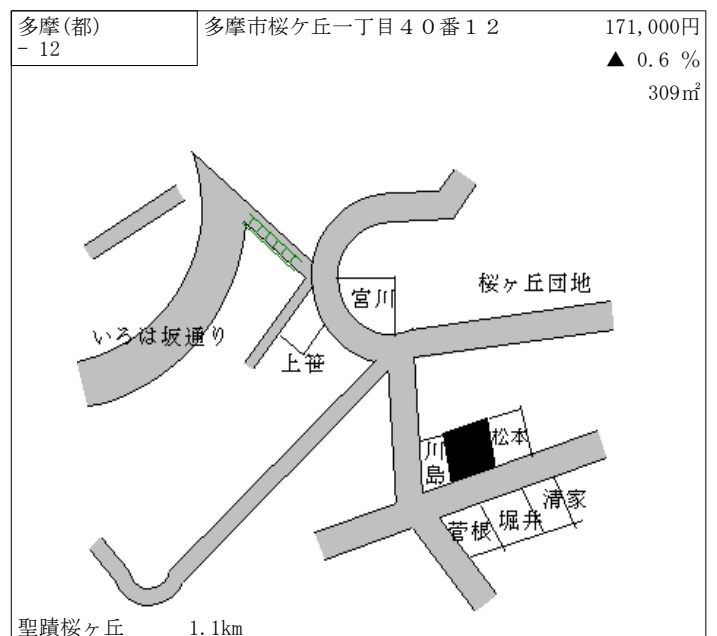 多摩(都)
- 12
多摩市桜ケ丘一丁目４０番１２
171,000円
▲ 0.6 %
309㎡
桜ヶ丘団地
宮川
いろは坂通り
上笹
川島
松本
清家
堀井
菅根
聖蹟桜ヶ丘 1.1km